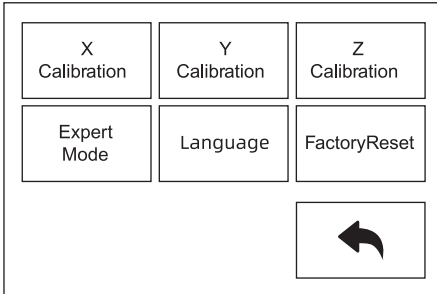 X
Calibration
Y
Calibration
Z
Calibration
Expert
Mode
Language
FactoryReset